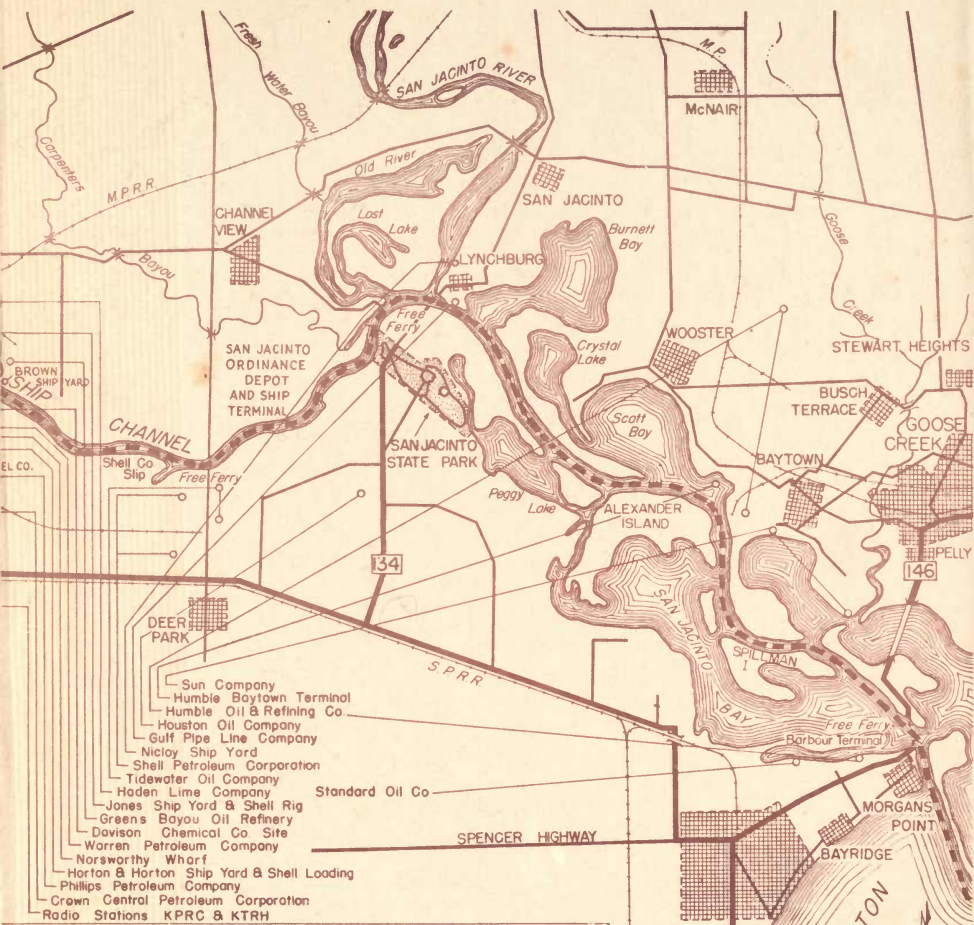 Fresh
Water Bayou
SAN JACINTO RIVER
M.P.
McNAIR
Carpenters
Bayou
M.P.R.R.
Old River
SAN JACINTO
CHANNEL
VIEW
Lost
Lake
Burnett
Bay
Goose
Creek
LYNCHBURG
Free
Ferry
SAN JACINTO
ORDINANCE
DEPOT
AND SHIP
TERMINAL
Crystal
Lake
WOOSTER
STEWART HEIGHTS
BROWN
SHIP YARD
SHIP
CHANNEL
BUSCH
TERRACE
GOOSE
CREEK
Scott
Bay
SAN JACINTO
STATE PARK
BAYTOWN
EL CO.
Shell Co.
Slip
Free Ferry
Peggy
Lake
ALEXANDER
ISLAND
PELLY
134
146
DEER
PARK
SAN JACINTO
BAY
SPILLMAN
I
S.P.R.R.
Free Ferry
Barbour Terminal
Sun Company
Humble Baytown Terminal
Humble Oil & Refining Co
Houston Oil Company
Gulf Pipe Line Company
Nicloy Ship Yord
Shell Petroleum Corporation
Tidewater Oil Company
Haden Lime Company
Standard Oil Co
Jones Ship Yord & Shell Rig
Greens Bayou Oil Refinery
Davison Chemical Co. Site
Warren Petroleum Company
Norsworthy Wharf
Horton & Horton Ship Yard & Shell Loading
Phillips Petroleum Company
Crown Central Petroleum Corporation
Radio Stations KPRC & KTRH
SPENCER HIGHWAY
MORGANS
POINT
BAYRIDGE
TON